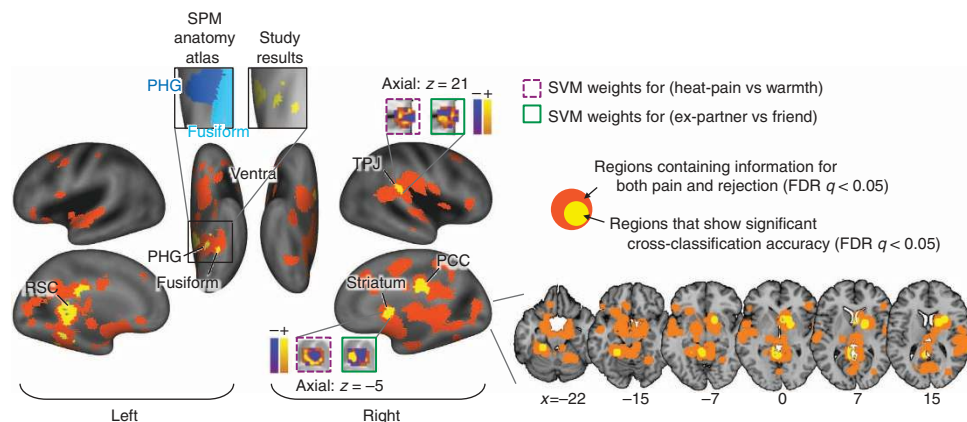 SPM
anatomy
atlas
Study
results
PHG
Fusiform
Axial: z = 21
− +
SVM weights for (heat-pain vs warmth)
SVM weights for (ex-partner vs friend)
TPJ
Ventral
Regions containing information for
both pain and rejection (FDR q < 0.05)
Regions that show significant
cross-classification accuracy (FDR q < 0.05)
PHG
Fusiform
RSC
Striatum
PCC
− +
Axial: z = −5
Left
Right
x=−22
−15
−7
0
7
15